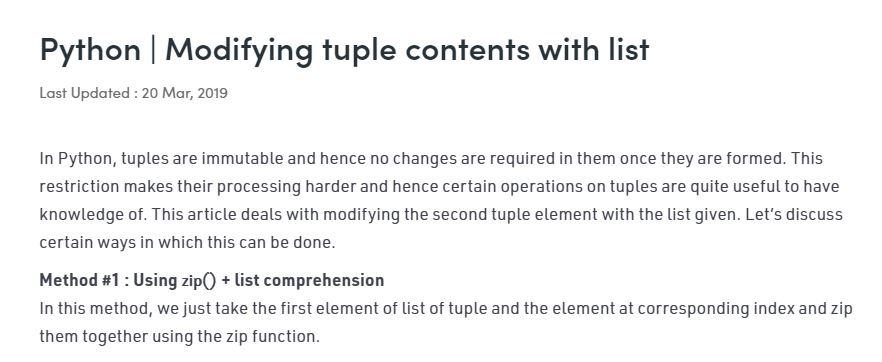 Python | Modifying tuple contents with list
Last Updated : 20 Mar, 2019
In Python, tuples are immutable and hence no changes are required in them once they are formed. This
restriction makes their processing harder and hence certain operations on tuples are quite useful to have
knowledge of. This article deals with modifying the second tuple element with the list given. Let’s discuss
certain ways in which this can be done.
Method #1 : Using zip() + list comprehension
In this method, we just take the first element of list of tuple and the element at corresponding index and zip
them together using the zip function.